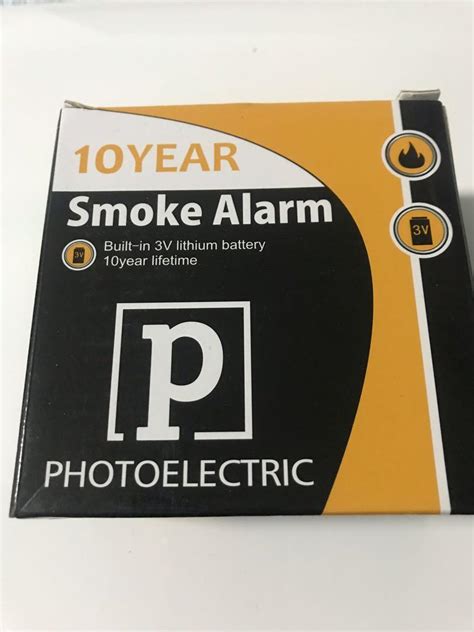 10YEAR
Smoke Alarm
3V
Built-in 3V lithium battery
10year lifetime
3V
p
PHOTOELECTRIC